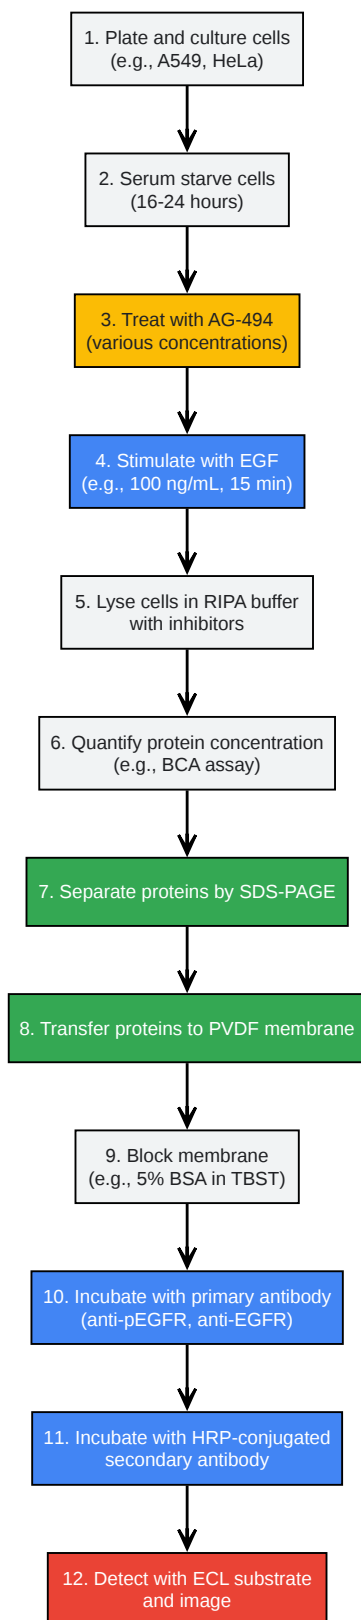 1. Plate and culture cells
(e.g., A549, HeLa)
2. Serum starve cells
(16-24 hours)
3. Treat with AG-494
(various concentrations)
4. Stimulate with EGF
(e.g., 100 ng/mL, 15 min)
5. Lyse cells in RIPA buffer
with inhibitors
6. Quantify protein concentration
(e.g., BCA assay)
7. Separate proteins by SDS-PAGE
8. Transfer proteins to PVDF membrane
9. Block membrane
(e.g., 5% BSA in TBST)
10. Incubate with primary antibody
(anti-pEGFR, anti-EGFR)
11. Incubate with HRP-conjugated
secondary antibody
12. Detect with ECL substrate
and image